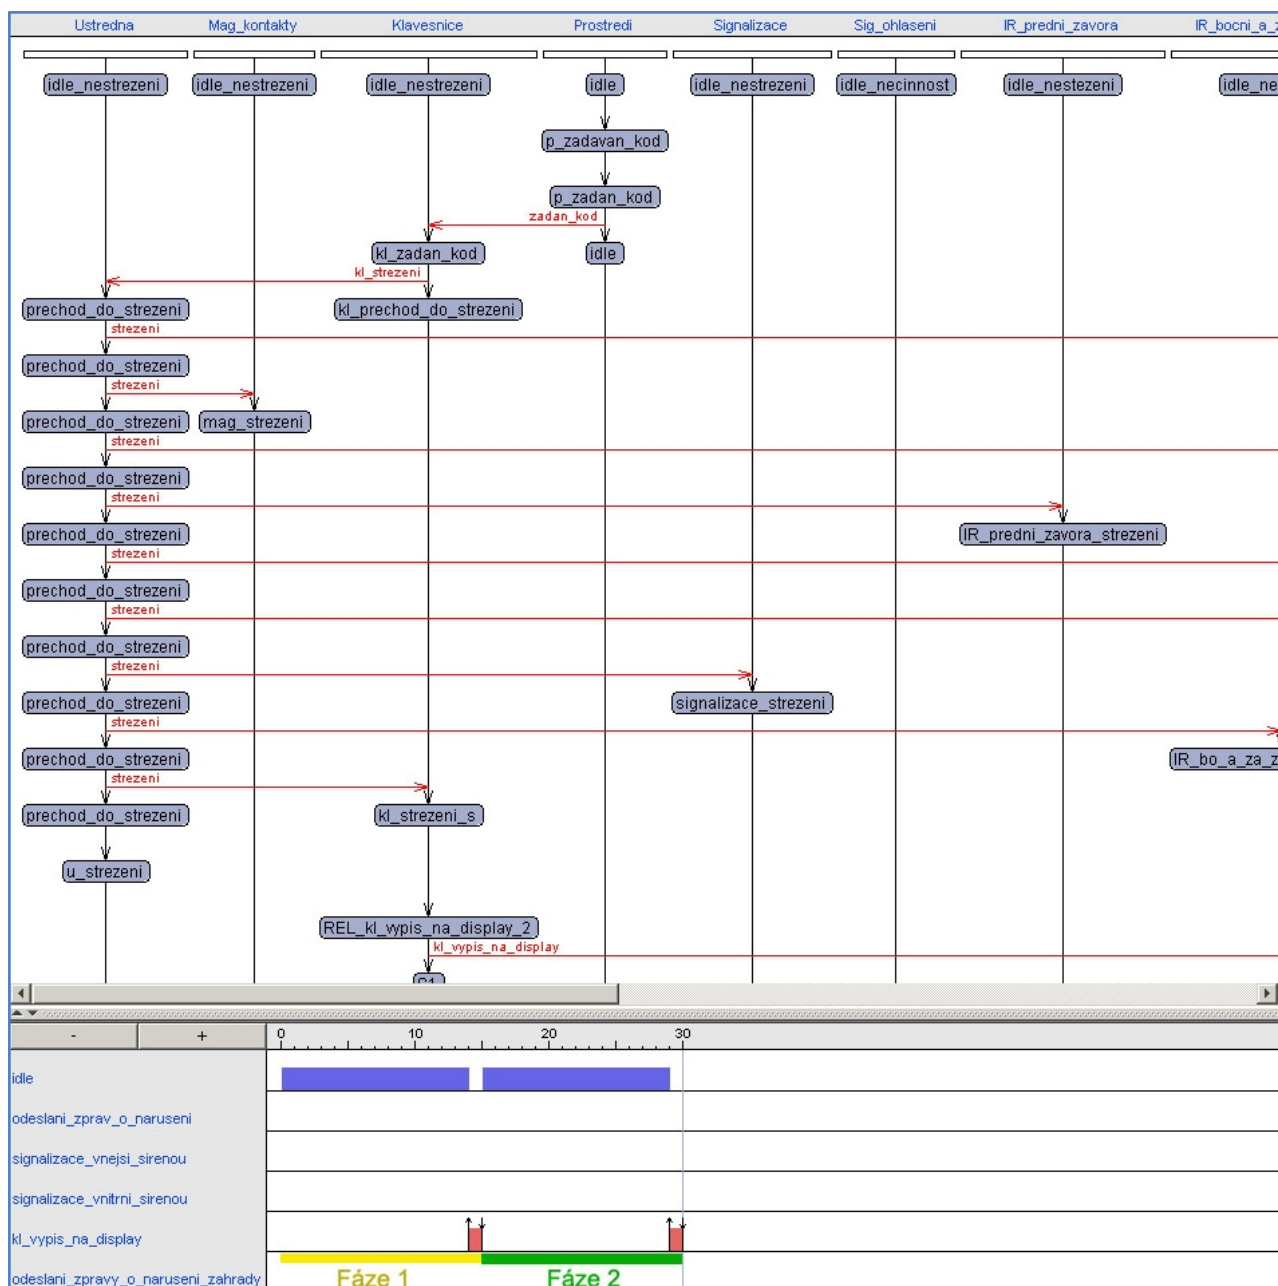 Ustredna Mag_kontakty Klavesnice Prostredi Signalizace Sig_ohlaseni IR_predni_zavora IR_bocni_a_z
idle_nestrezeni idle_nestrezeni idle_nestrezeni idle idle_nestrezeni idle_necinnost idle_nestezeni idle_ne
p_zadavan_kod
p_zadan_kod
zadan_kod
kl_zadan_kod idle
kl_strezeni
prechod_do_strezeni kl_prechod_do_strezeni
strezeni
prechod_do_strezeni
strezeni
prechod_do_strezeni mag_strezeni
strezeni
prechod_do_strezeni
strezeni
prechod_do_strezeni IR_predni_zavora_strezeni
strezeni
prechod_do_strezeni
strezeni
prechod_do_strezeni
strezeni
prechod_do_strezeni signalizace_strezeni
strezeni
prechod_do_strezeni IR_bo_a_za_z
strezeni
prechod_do_strezeni kl_strezeni_s
u_strezeni
REL_kl_vypis_na_display_2
kl_vypis_na_display
- + 0 10 20 30
idle
odeslani_zprav_o_naruseni
signalizace_vnejsi_sirenou
signalizace_vnitrni_sirenou
kl_vypis_na_display
odeslani_zpravy_o_naruseni_zahrady Fáze 1 Fáze 2